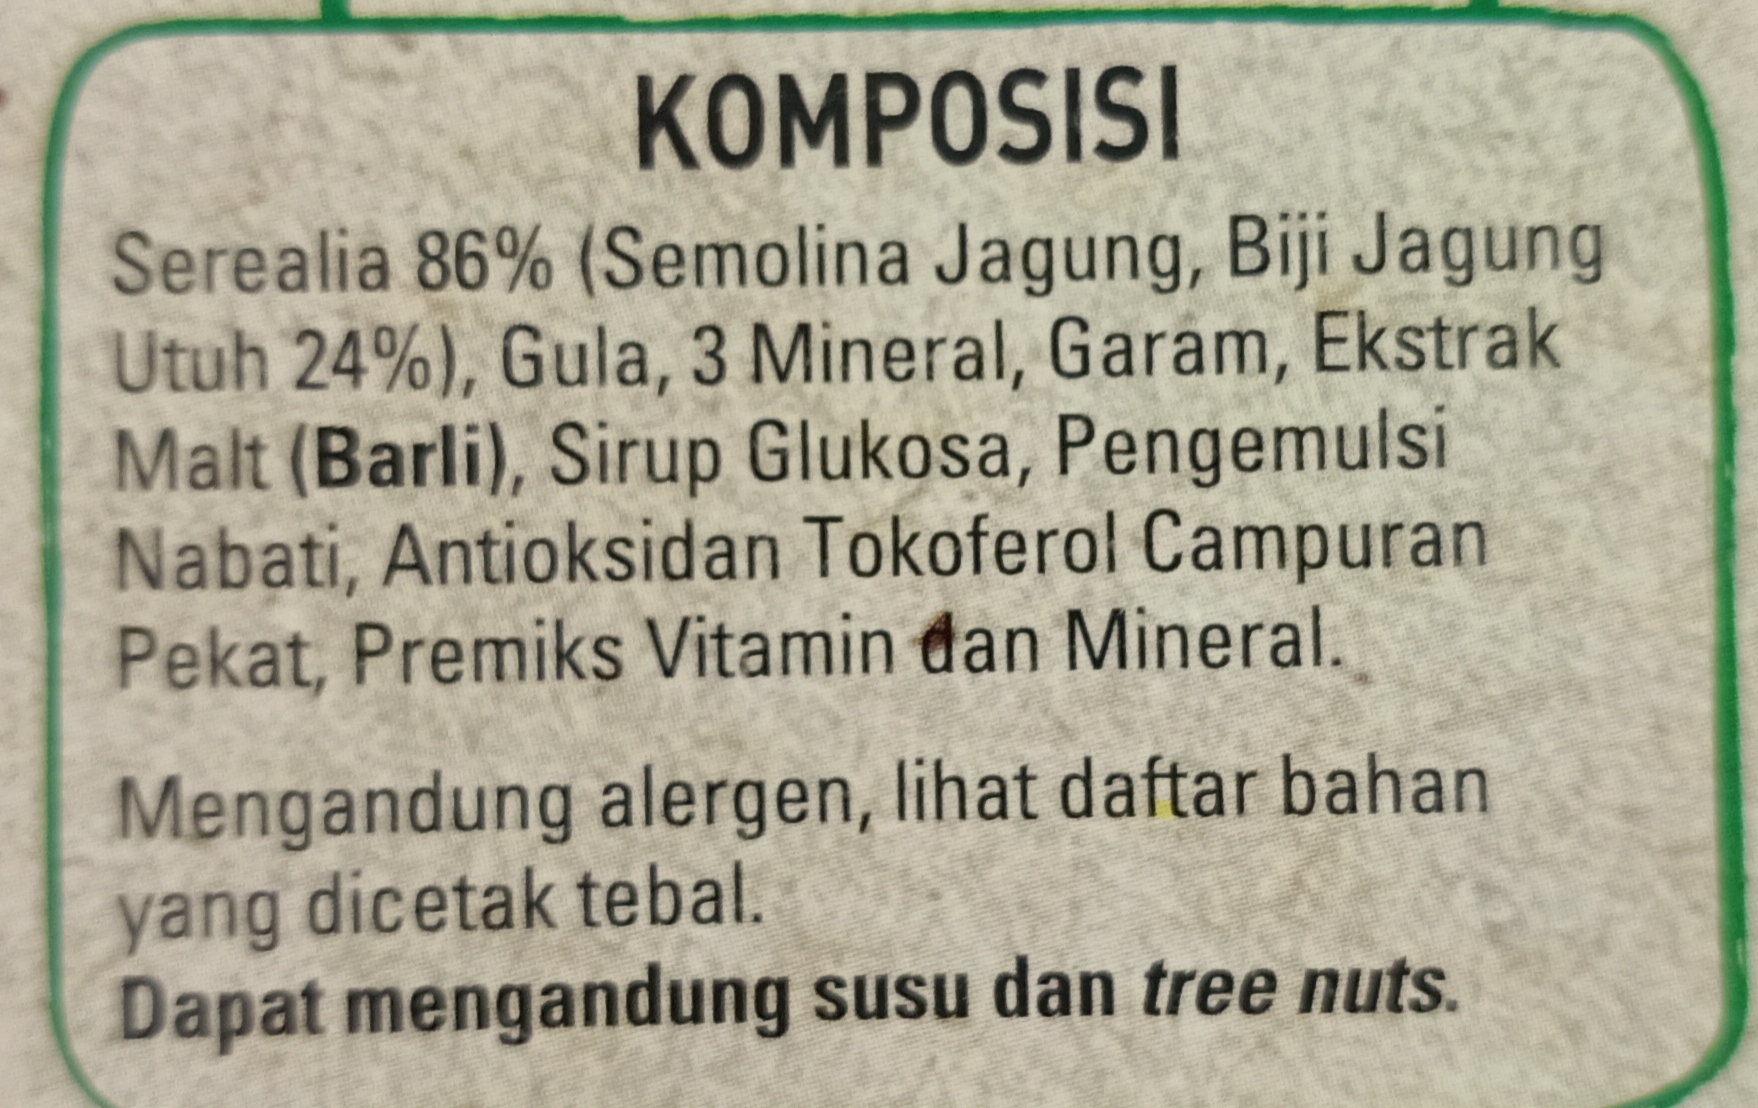 KOMPOSISI
Serealia 86% (Semolina Jagung, Biji Jagung
Utuh 24%), Gula, 3 Mineral, Garam, Ekstrak
Malt (Barli), Sirup Glukosa, Pengemulsi
Nabati, Antioksidan Tokoferol Campuran
Pekat, Premiks Vitamin dan Mineral.
Mengandung alergen, lihat daftar bahan
yang dicetak tebal.
Dapat mengandung susu dan tree nuts.